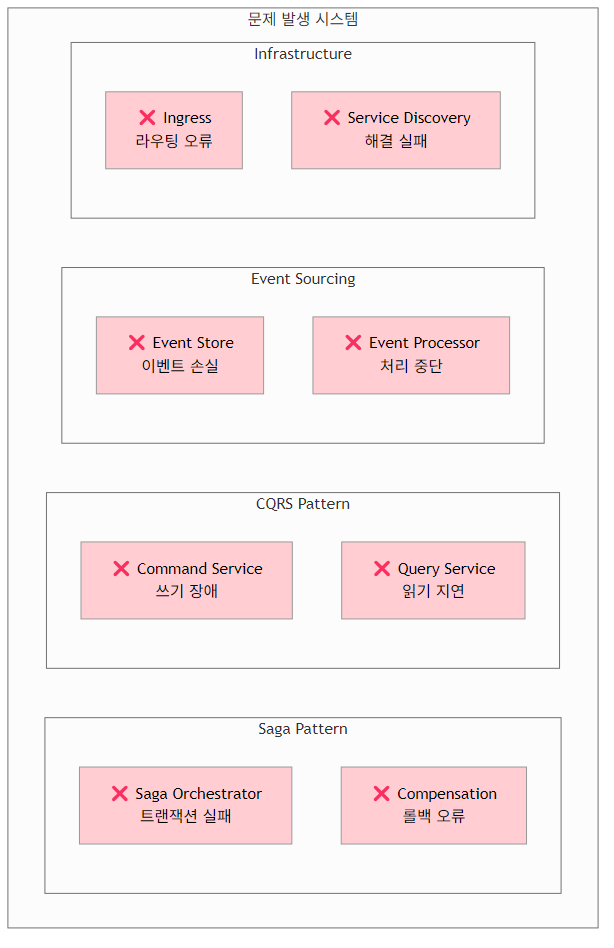 문제 발생 시스템
Infrastructure
❌ Ingress
라우팅 오류
❌ Service Discovery
해결 실패
Event Sourcing
❌ Event Store
이벤트 손실
❌ Event Processor
처리 중단
CQRS Pattern
❌ Command Service
쓰기 장애
❌ Query Service
읽기 지연
Saga Pattern
❌ Saga Orchestrator
트랜잭션 실패
❌ Compensation
롤백 오류